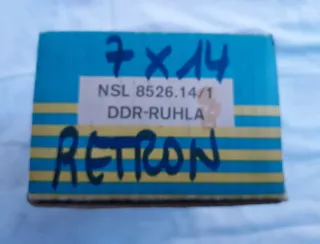 7 x 14
NSL 8526.14/1
DDR-RUHLA
RETRON